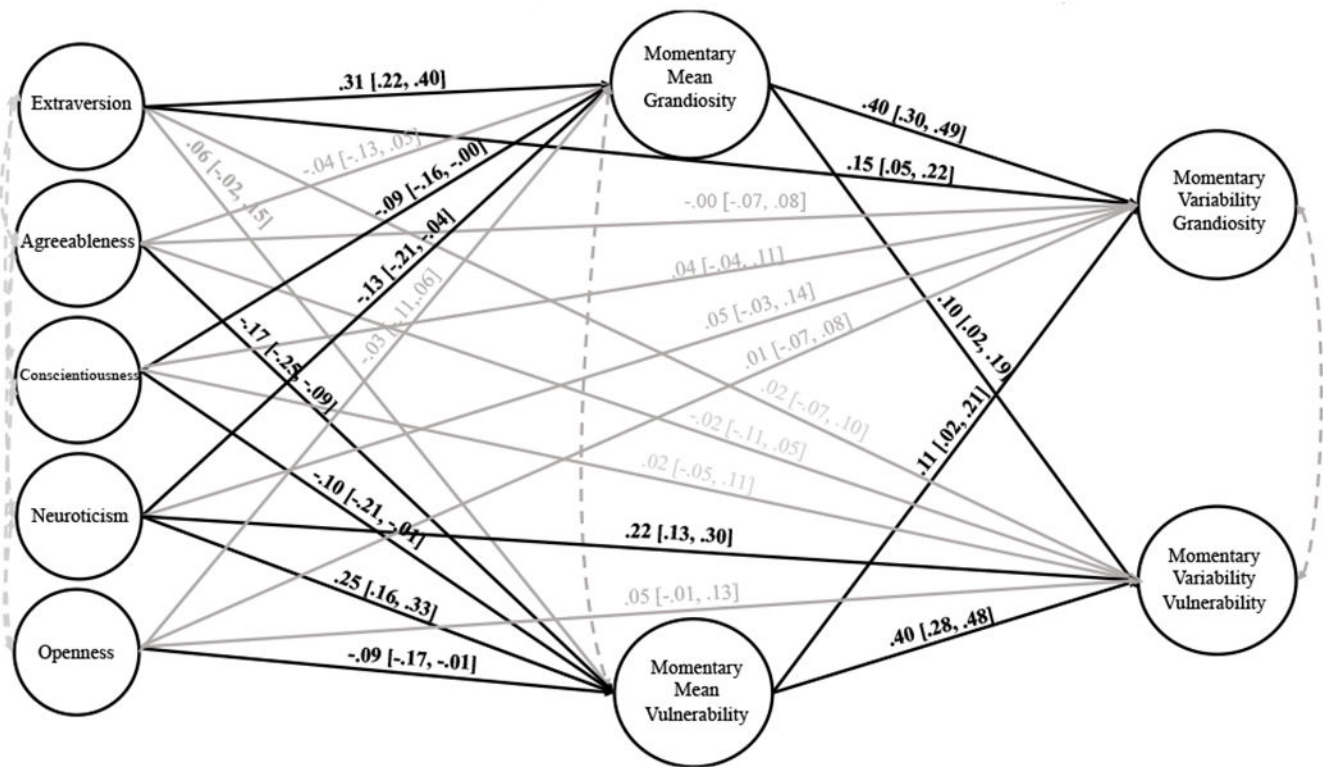 Extraversion
Agreeableness
Conscientiousness
Neuroticism
Openness
Momentary
Mean
Grandiosity
Momentary
Mean
Vulnerability
Momentary
Variability
Grandiosity
Momentary
Variability
Vulnerability
.31 [.22, .40]
-.04 [-.13, .05]
.06 [-.02, .15]
-.09 [-.16, -.00]
-.13 [-.21, -.04]
-.03 [-.11,.06]
-.17 [-.25, -.09]
-.10 [-.21, -.01]
.25 [.16, .33]
-.09 [-.17, -.01]
.40 [.30, .49]
.15 [.05, .22]
-.00 [-.07, .08]
.04 [-.04, .11]
.05 [-.03, .14]
.01 [-.07, .08]
.10 [.02, .19]
.02 [-.07, .10]
-.02 [-.11, .05]
.02 [-.05, .11]
.11 [.02, .21]
.22 [.13, .30]
.05 [-.01, .13]
.40 [.28, .48]